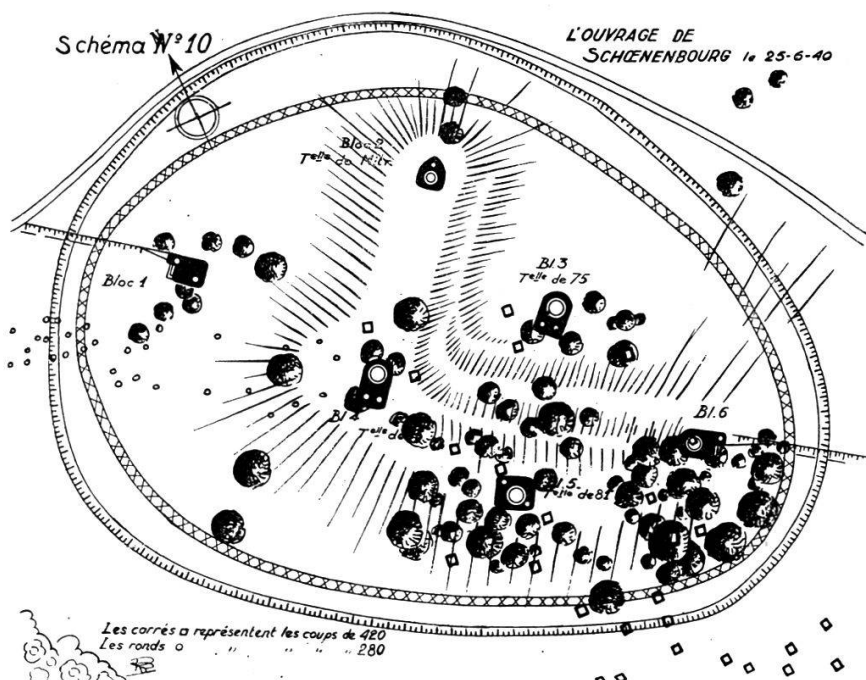 Schéma N° 10
L'OUVRAGE DE
SCHŒNENBOURG le 25-6-40
Bloc 2
Telle de Mitr.
Bloc 1
Bl.3
Telle de 75
Bl.
Telle de
Bl.6
l.5-
Telle de 81
Les carrés □ représentent les coups de 420
Les ronds o " " " " 280